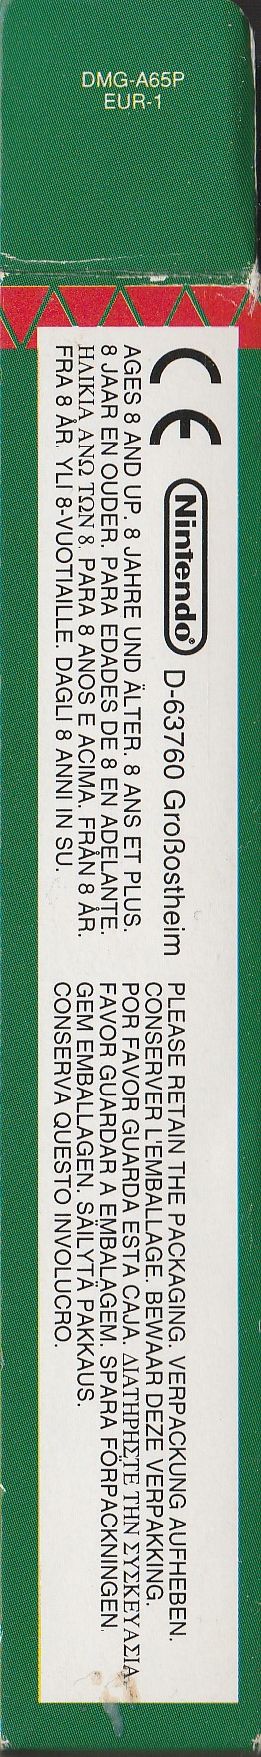 DMG-A65P
EUR-1
CE Nintendo® D-63760 Großostheim
AGES 8 AND UP. 8 JAHRE UND ÄLTER. 8 ANS ET PLUS.
8 JAAR EN OUDER. PARA EDADES DE 8 EN ADELANTE.
ΗΛΙΚΙΑ ΑΝΩ ΤΩΝ 8. PARA 8 ANOS E ACIMA. FRÅN 8 ÅR.
FRA 8 ÅR. YLI 8-VUOTIAILLE. DAGLI 8 ANNI IN SU.
PLEASE RETAIN THE PACKAGING. VERPACKUNG AUFHEBEN.
CONSERVER L'EMBALLAGE. BEWAAR DEZE VERPAKKING.
POR FAVOR GUARDA ESTA CAJA. ΔΙΑΤΗΡΗΣΤΕ ΤΗΝ ΣΥΣΚΕΥΑΣΙΑ
FAVOR GUARDAR A EMBALAGEM. SPARA FÖRPACKNINGEN.
GEM EMBALLAGEN. SÄILYTÄ PAKKAUS.
CONSERVA QUESTO INVOLUCRO.